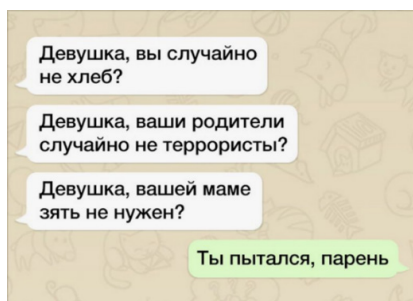 Девушка, вы случайно
не хлеб?
Девушка, ваши родители
случайно не террористы?
Девушка, вашей маме
зять не нужен?
Ты пытался, парень